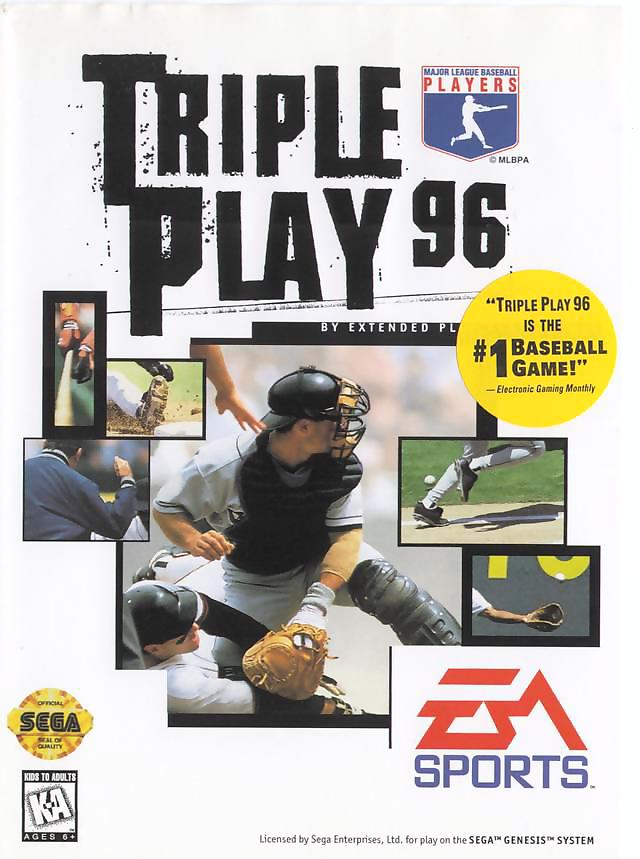 TRIPLE
PLAY 96
MAJOR LEAGUE BASEBALL
PLAYERS
© MLBPA
BY EXTENDED
"TRIPLE PLAY 96
IS THE
#1 BASEBALL
GAME!"
— Electronic Gaming Monthly
OFFICIAL
SEGA
SEAL OF
QUALITY
KIDS TO ADULTS
KA
AGES 6+
EA
SPORTS™
Licensed by Sega Enterprises, Ltd. for play on the SEGA™ GENESIS™ SYSTEM